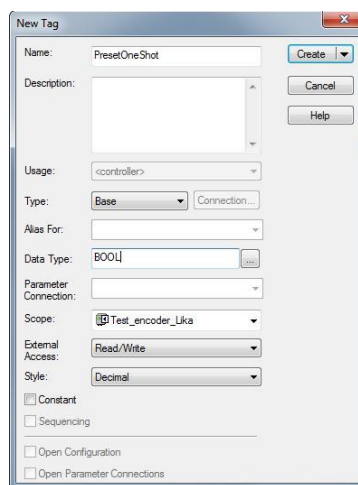 New Tag
Name:
PresetOneShot
Create
Description:
Cancel
Help
Usage:
<controller>
Type:
Base
Connection...
Alias For:
Data Type:
BOOL
...
Parameter
Connection:
Scope:
Test_encoder_Lika
External
Access:
Read/Write
Style:
Decimal
Constant
Sequencing
Open Configuration
Open Parameter Connections